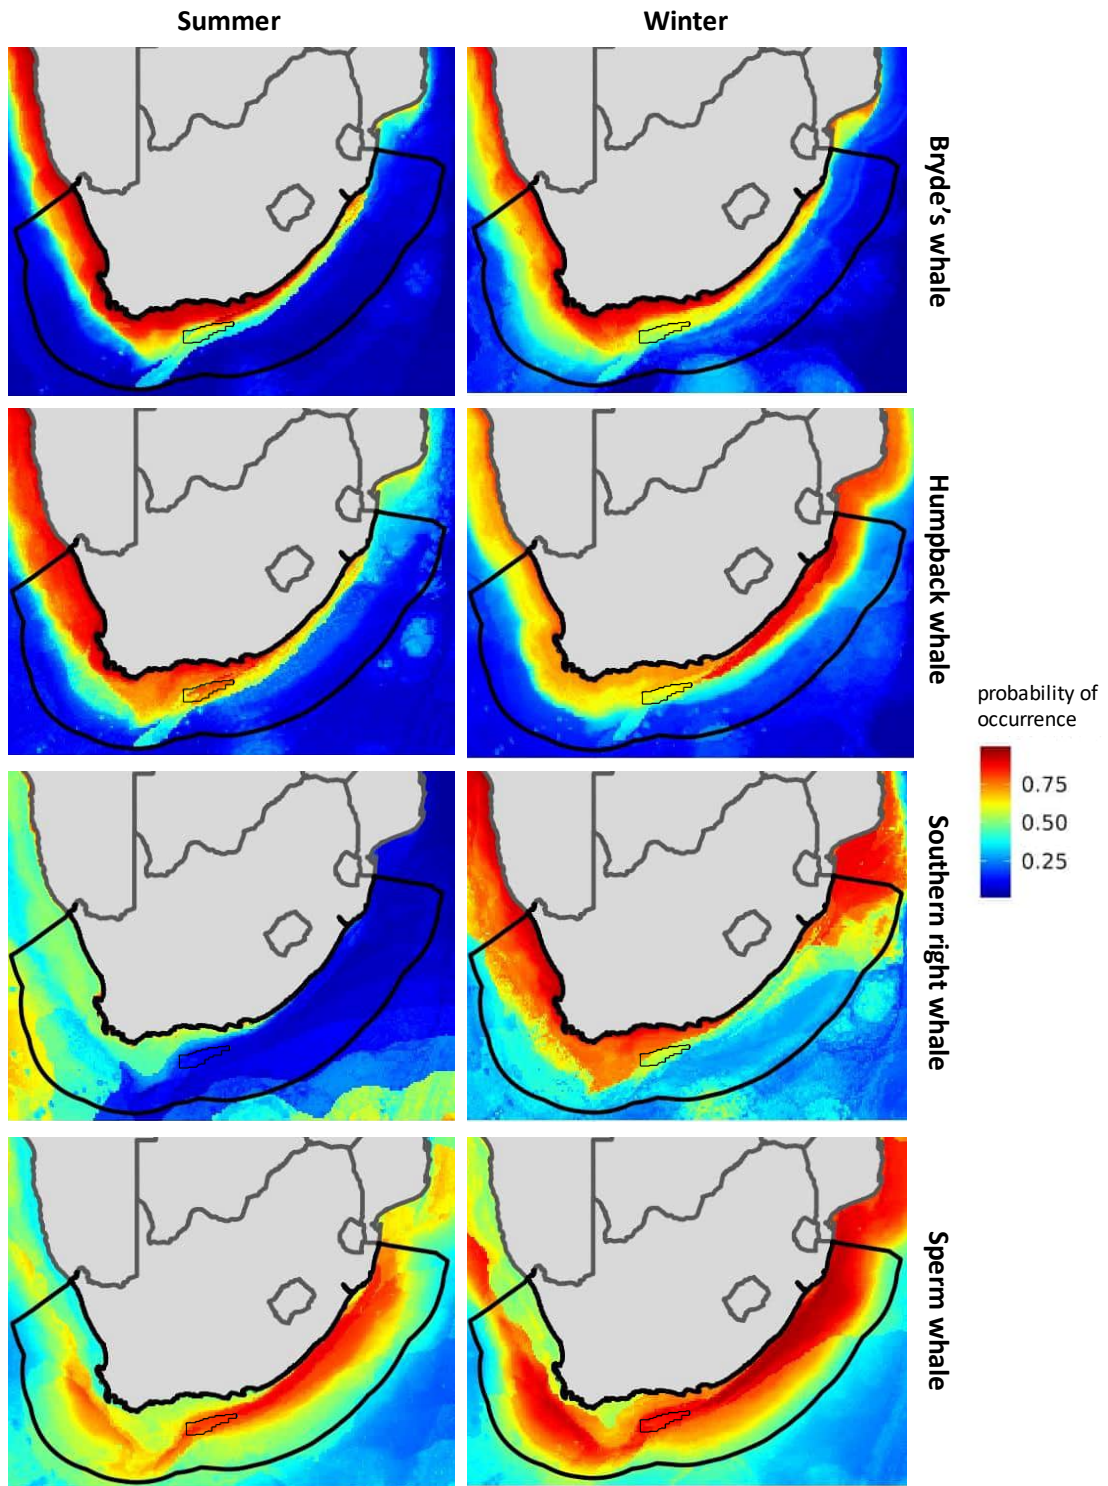 Summer
Winter
Bryde's whale
Humpback whale
Southern right whale
Sperm whale
probability of
occurrence
0.75
0.50
0.25